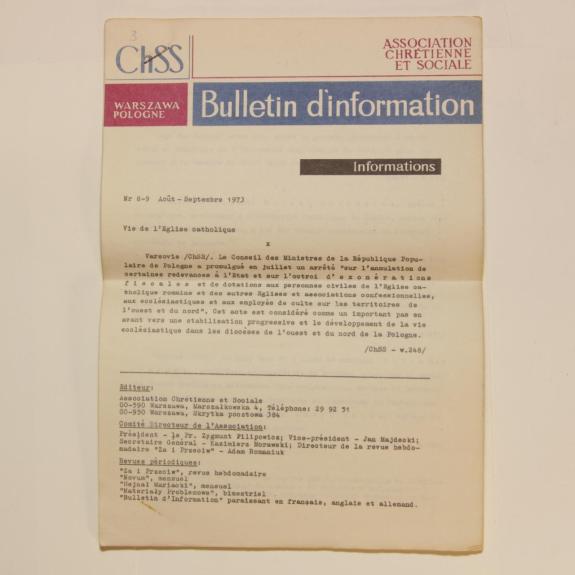 3
ChSS
ASSOCIATION
CHRÉTIENNE
ET SOCIALE
WARSZAWA
POLOGNE
Bulletin d'information
Informations
Nr 8-9 Août - Septembre 1973
Vie de l'Eglise catholique
x
Varsovie /ChSS/. Le Conseil des Ministres de la République Popu-
laire de Pologne a promulgué en juillet un arrêté "sur l'annulation de
certaines redevances à l'Etat et sur l'octroi d' e x o n é r a t i o n s
f i s c a l e s et de dotations aux personnes civiles de l'Eglise ca-
tholique romaine et des autres Eglises et associations confessionnelles,
aux ecclésiastiques et aux employés de culte sur les territoires de
l'ouest et du nord". Cet acte est considéré comme un important pas en
avant vers une stabilisation progressive et le développement de la vie
ecclésiastique dans les diocèses de l'ouest et du nord de la Pologne.
/ChSS - w.248/
Editeur:
Association Chrétienne et Sociale
00-590 Warszawa, Marszałkowska 4, Téléphone: 29 92 31
00-950 Warszawa, Skrytka pocztowa 384
Comité Directeur de l'Association:
Président - le Pr. Zygmunt Filipowicz; Vice-président - Jan Majdecki;
Secrétaire Général - Kazimierz Morawski; Directeur de la revue hebdo-
madaire "Za i Przeciw" - Adam Romaniuk
Revues périodiques:
"Za i Przeciw", revue hebdomadaire
"Novum", mensuel
"Hejnał Mariacki", mensuel
"Materiały Problemowe", bimestriel
"Bulletin d'Information" paraissant en français, anglais et allemand.